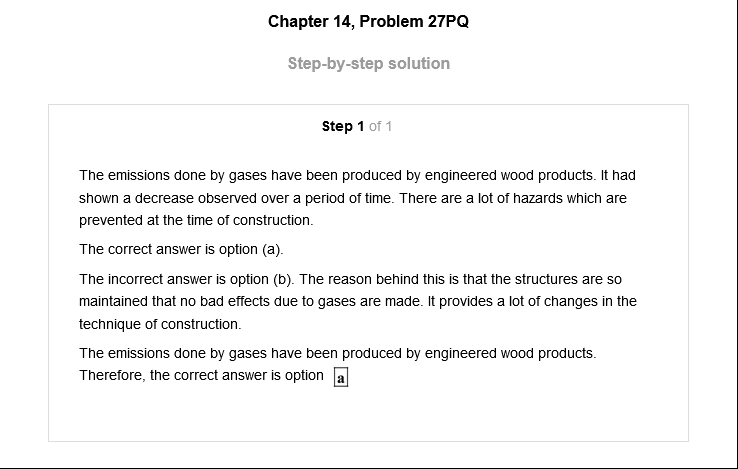 Chapter 14, Problem 27PQ
Step-by-step solution
Step 1 of 1
The emissions done by gases have been produced by engineered wood products. It had
shown a decrease observed over a period of time. There are a lot of hazards which are
prevented at the time of construction.
The correct answer is option (a).
The incorrect answer is option (b). The reason behind this is that the structures are so
maintained that no bad effects due to gases are made. It provides a lot of changes in the
technique of construction.
The emissions done by gases have been produced by engineered wood products.
Therefore, the correct answer is option a